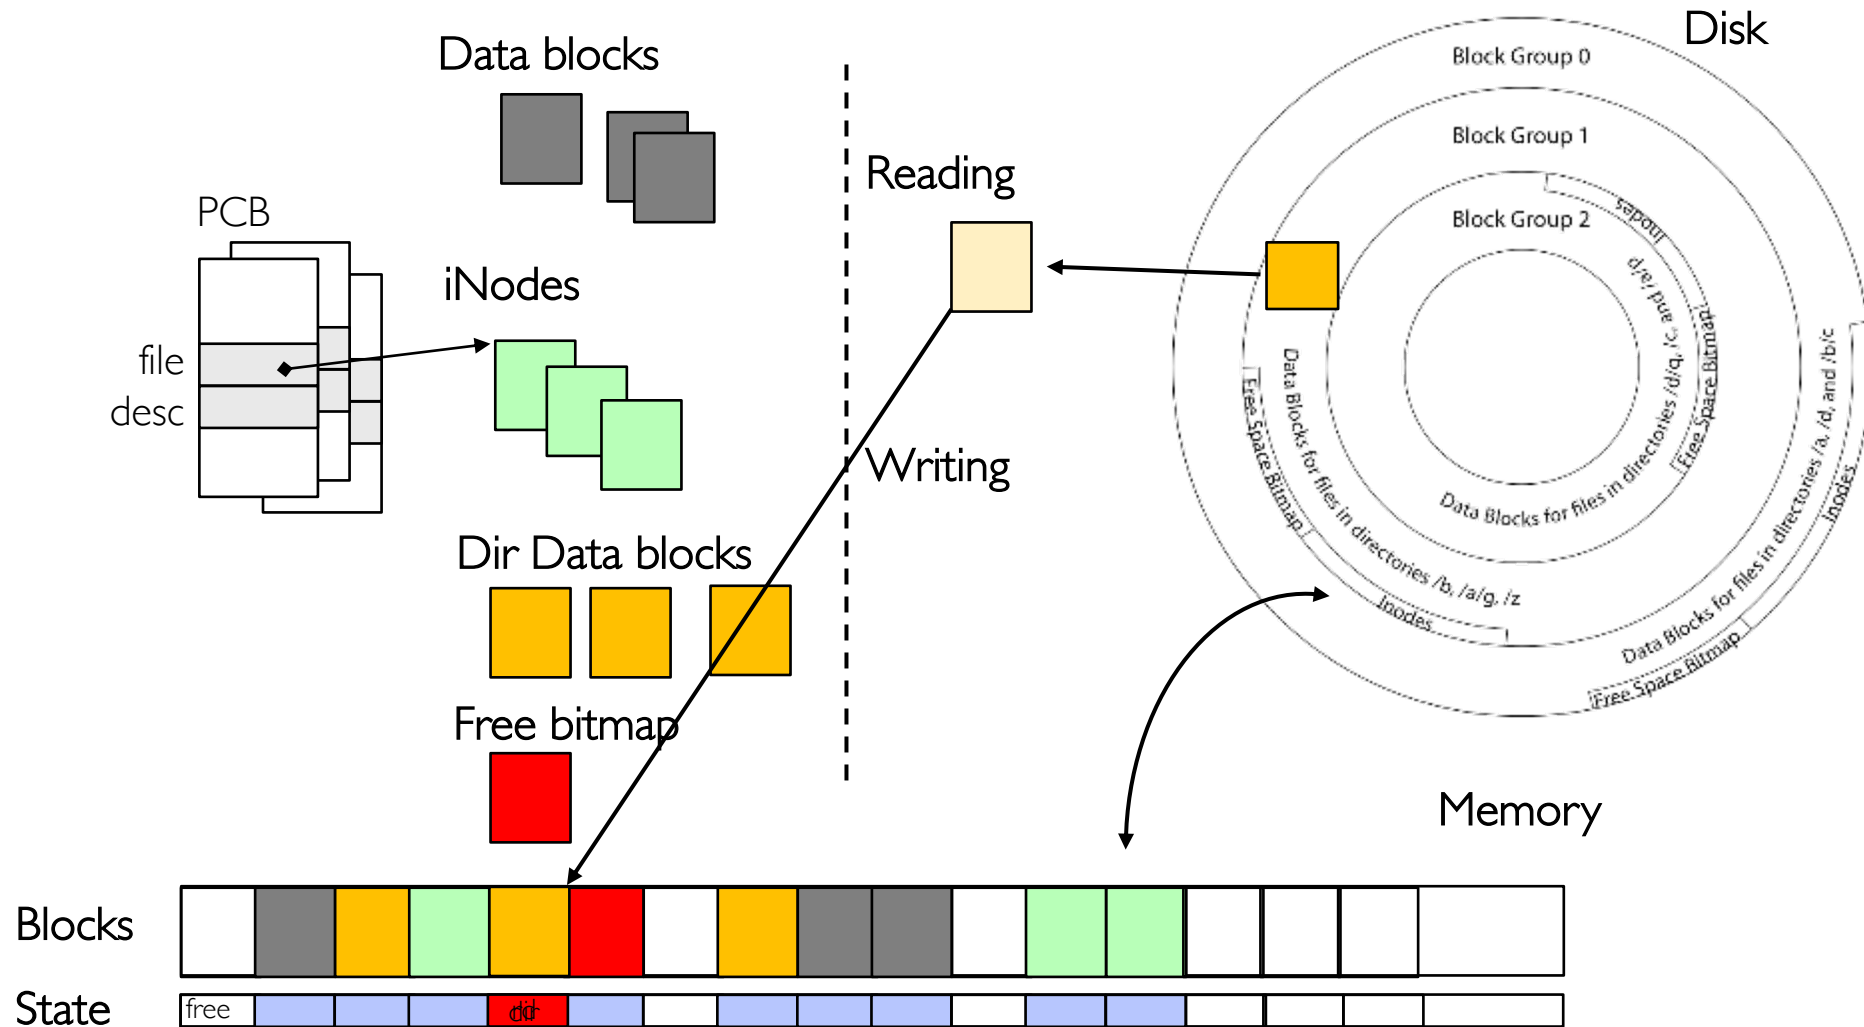 Disk
Data blocks
Block Group 0
Block Group 1
Reading
PCB
Block Group 2
Inodes
iNodes
file
desc
Data Blocks for files in directories /d/q, /c, and /a/p
Free Space Bitmap
Data Blocks for files in directories /b, /a/g, /z
Free Space Bitmap
Inodes
Data Blocks for files in directories /a, /d, and /b/c
Free Space Bitmap
Inodes
Writing
Dir Data blocks
Free bitmap
Memory
Blocks
State
free